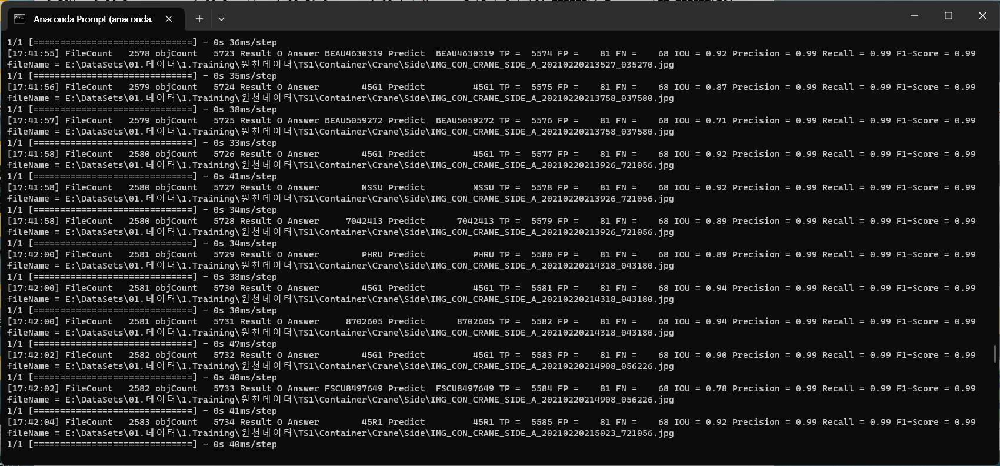 Anaconda Prompt (anaconda3
1/1 [==============================] - 0s 36ms/step
[17:41:55] FileCount   2578 objCount   5723 Result O Answer BEAU4630319 Predict  BEAU4630319 TP =  5574 FP =    81 FN =    68 IOU = 0.92 Precision = 0.99 Recall = 0.99 F1-Score = 0.99
fileName = E:\DataSets\01.데이터\1.Training\원천데이터\TS1\Container\Crane\Side\IMG_CON_CRANE_SIDE_A_20210220213527_035270.jpg
1/1 [==============================] - 0s 35ms/step
[17:41:56] FileCount   2579 objCount   5724 Result O Answer        45G1 Predict         45G1 TP =  5575 FP =    81 FN =    68 IOU = 0.87 Precision = 0.99 Recall = 0.99 F1-Score = 0.99
fileName = E:\DataSets\01.데이터\1.Training\원천데이터\TS1\Container\Crane\Side\IMG_CON_CRANE_SIDE_A_20210220213758_037580.jpg
1/1 [==============================] - 0s 38ms/step
[17:41:57] FileCount   2579 objCount   5725 Result O Answer BEAU5059272 Predict  BEAU5059272 TP =  5576 FP =    81 FN =    68 IOU = 0.71 Precision = 0.99 Recall = 0.99 F1-Score = 0.99
fileName = E:\DataSets\01.데이터\1.Training\원천데이터\TS1\Container\Crane\Side\IMG_CON_CRANE_SIDE_A_20210220213758_037580.jpg
1/1 [==============================] - 0s 33ms/step
[17:41:58] FileCount   2580 objCount   5726 Result O Answer        45G1 Predict         45G1 TP =  5577 FP =    81 FN =    68 IOU = 0.92 Precision = 0.99 Recall = 0.99 F1-Score = 0.99
fileName = E:\DataSets\01.데이터\1.Training\원천데이터\TS1\Container\Crane\Side\IMG_CON_CRANE_SIDE_A_20210220213926_721056.jpg
1/1 [==============================] - 0s 41ms/step
[17:41:58] FileCount   2580 objCount   5727 Result O Answer        NSSU Predict         NSSU TP =  5578 FP =    81 FN =    68 IOU = 0.92 Precision = 0.99 Recall = 0.99 F1-Score = 0.99
fileName = E:\DataSets\01.데이터\1.Training\원천데이터\TS1\Container\Crane\Side\IMG_CON_CRANE_SIDE_A_20210220213926_721056.jpg
1/1 [==============================] - 0s 34ms/step
[17:41:58] FileCount   2580 objCount   5728 Result O Answer     7042413 Predict      7042413 TP =  5579 FP =    81 FN =    68 IOU = 0.89 Precision = 0.99 Recall = 0.99 F1-Score = 0.99
fileName = E:\DataSets\01.데이터\1.Training\원천데이터\TS1\Container\Crane\Side\IMG_CON_CRANE_SIDE_A_20210220213926_721056.jpg
1/1 [==============================] - 0s 34ms/step
[17:42:00] FileCount   2581 objCount   5729 Result O Answer        PHRU Predict         PHRU TP =  5580 FP =    81 FN =    68 IOU = 0.89 Precision = 0.99 Recall = 0.99 F1-Score = 0.99
fileName = E:\DataSets\01.데이터\1.Training\원천데이터\TS1\Container\Crane\Side\IMG_CON_CRANE_SIDE_A_20210220214318_043180.jpg
1/1 [==============================] - 0s 38ms/step
[17:42:00] FileCount   2581 objCount   5730 Result O Answer        45G1 Predict         45G1 TP =  5581 FP =    81 FN =    68 IOU = 0.94 Precision = 0.99 Recall = 0.99 F1-Score = 0.99
fileName = E:\DataSets\01.데이터\1.Training\원천데이터\TS1\Container\Crane\Side\IMG_CON_CRANE_SIDE_A_20210220214318_043180.jpg
1/1 [==============================] - 0s 30ms/step
[17:42:00] FileCount   2581 objCount   5731 Result O Answer     8702605 Predict      8702605 TP =  5582 FP =    81 FN =    68 IOU = 0.94 Precision = 0.99 Recall = 0.99 F1-Score = 0.99
fileName = E:\DataSets\01.데이터\1.Training\원천데이터\TS1\Container\Crane\Side\IMG_CON_CRANE_SIDE_A_20210220214318_043180.jpg
1/1 [==============================] - 0s 47ms/step
[17:42:02] FileCount   2582 objCount   5732 Result O Answer        45G1 Predict         45G1 TP =  5583 FP =    81 FN =    68 IOU = 0.90 Precision = 0.99 Recall = 0.99 F1-Score = 0.99
fileName = E:\DataSets\01.데이터\1.Training\원천데이터\TS1\Container\Crane\Side\IMG_CON_CRANE_SIDE_A_20210220214908_056226.jpg
1/1 [==============================] - 0s 40ms/step
[17:42:02] FileCount   2582 objCount   5733 Result O Answer FSCU8497649 Predict  FSCU8497649 TP =  5584 FP =    81 FN =    68 IOU = 0.78 Precision = 0.99 Recall = 0.99 F1-Score = 0.99
fileName = E:\DataSets\01.데이터\1.Training\원천데이터\TS1\Container\Crane\Side\IMG_CON_CRANE_SIDE_A_20210220214908_056226.jpg
1/1 [==============================] - 0s 41ms/step
[17:42:04] FileCount   2583 objCount   5734 Result O Answer        45R1 Predict         45R1 TP =  5585 FP =    81 FN =    68 IOU = 0.92 Precision = 0.99 Recall = 0.99 F1-Score = 0.99
fileName = E:\DataSets\01.데이터\1.Training\원천데이터\TS1\Container\Crane\Side\IMG_CON_CRANE_SIDE_A_20210220215023_721056.jpg
1/1 [==============================] - 0s 40ms/step